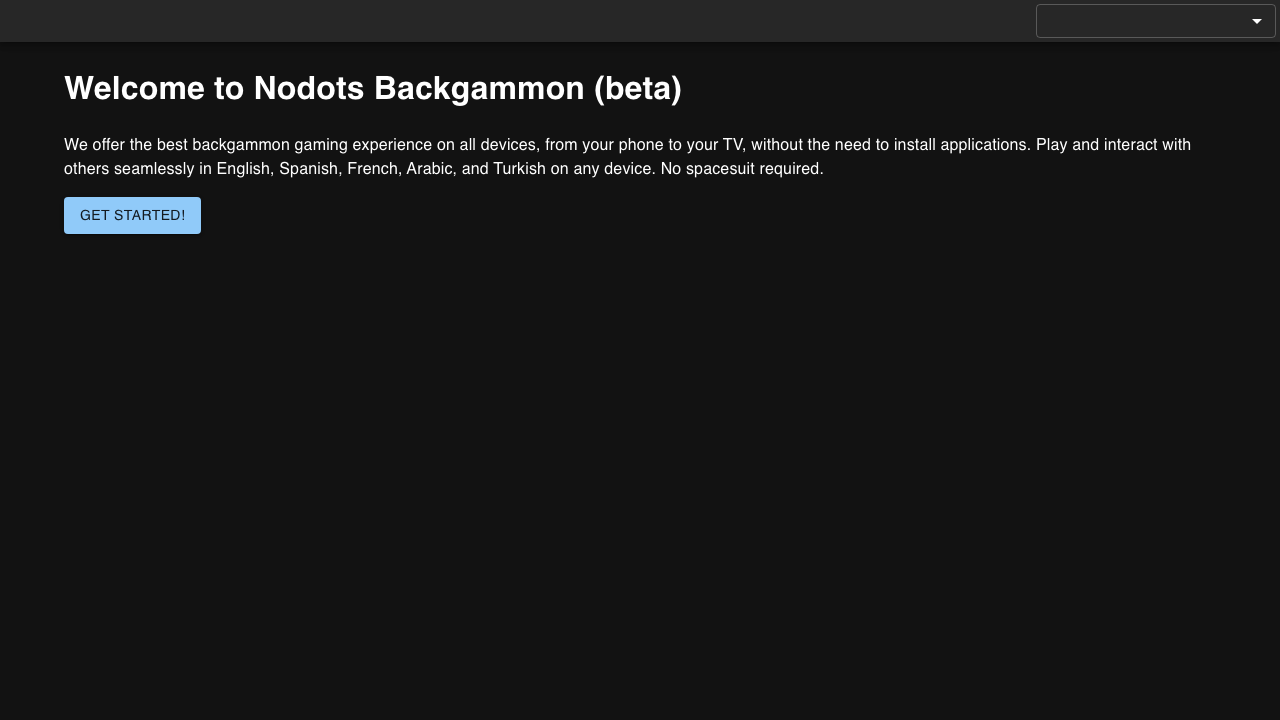 Welcome to Nodots Backgammon (beta)
We offer the best backgammon gaming experience on all devices, from your phone to your TV, without the need to install applications. Play and interact with
others seamlessly in English, Spanish, French, Arabic, and Turkish on any device. No spacesuit required.
GET STARTED!